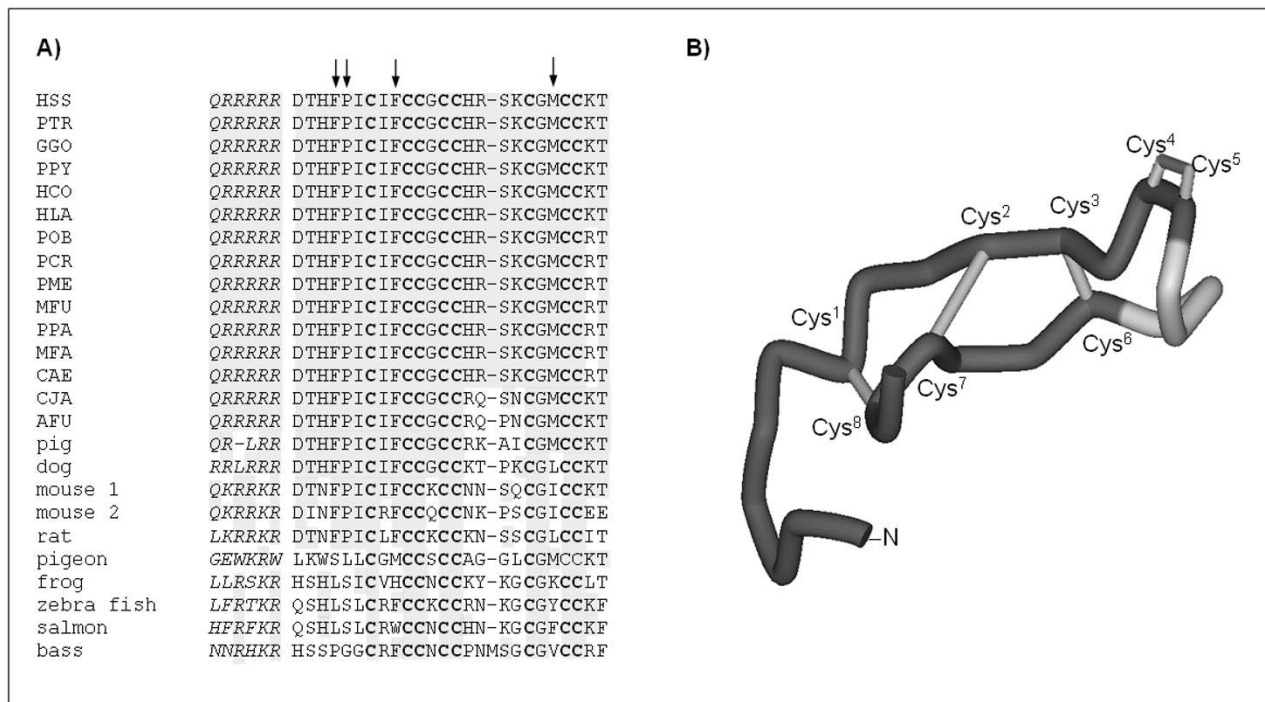 A)
HSS QRRRRR DTHFPICIFCCGCCHR-SKCGMCCKT
PTR QRRRRR DTHFPICIFCCGCCHR-SKCGMCCKT
GGO QRRRRR DTHFPICIFCCGCCHR-SKCGMCCKT
PPY QRRRRR DTHFPICIFCCGCCHR-SKCGMCCKT
HCO QRRRRR DTHFPICIFCCGCCHR-SKCGMCCKT
HLA QRRRRR DTHFPICIFCCGCCHR-SKCGMCCKT
POB QRRRRR DTHFPICIFCCGCCHR-SKCGMCCRT
PCR QRRRRR DTHFPICIFCCGCCHR-SKCGMCCRT
PME QRRRRR DTHFPICIFCCGCCHR-SKCGMCCRT
MFU QRRRRR DTHFPICIFCCGCCHR-SKCGMCCRT
PPA QRRRRR DTHFPICIFCCGCCHR-SKCGMCCRT
MFA QRRRRR DTHFPICIFCCGCCHR-SKCGMCCRT
CAE QRRRRR DTHFPICIFCCGCCHR-SKCGMCCRT
CJA QRRRRR DTHFPICIFCCGCCRQ-SNCGMCCKT
AFU QRRRRR DTHFPICIFCCGCCRQ-PNCGMCCKT
pig QR-LRR DTHFPICIFCCGCCRK-AICGMCCKT
dog RRLRRR DTHFPICIFCCGCCKT-PKCGLCCKT
mouse 1 QKRRKR DTNFPICIFCCKCCNN-SQCGICCKT
mouse 2 QKRRKR DINFPICRFCCQCCNK-PSCGICCEE
rat LKRRKR DTNFPICLFCCKCCKN-SSCGLCCIT
pigeon GEWKRW LKWSLLCGMCCSCCAG-GLCGMCCKT
frog LLRSKR HSHLSICVHCCNCCKY-KGCGKCCLT
zebra fish LFRTKR QSHLSLCRFCCKCCRN-KGCGYCCKF
salmon HFRFKR QSHLSLCRWCCNCCHN-KGCGFCCKF
bass NNRHKR HSSPGGCRFCCNCCPNMSGCGVCCRF
B)
Cys4
Cys5
Cys2
Cys3
Cys1
Cys6
Cys7
Cys8
N